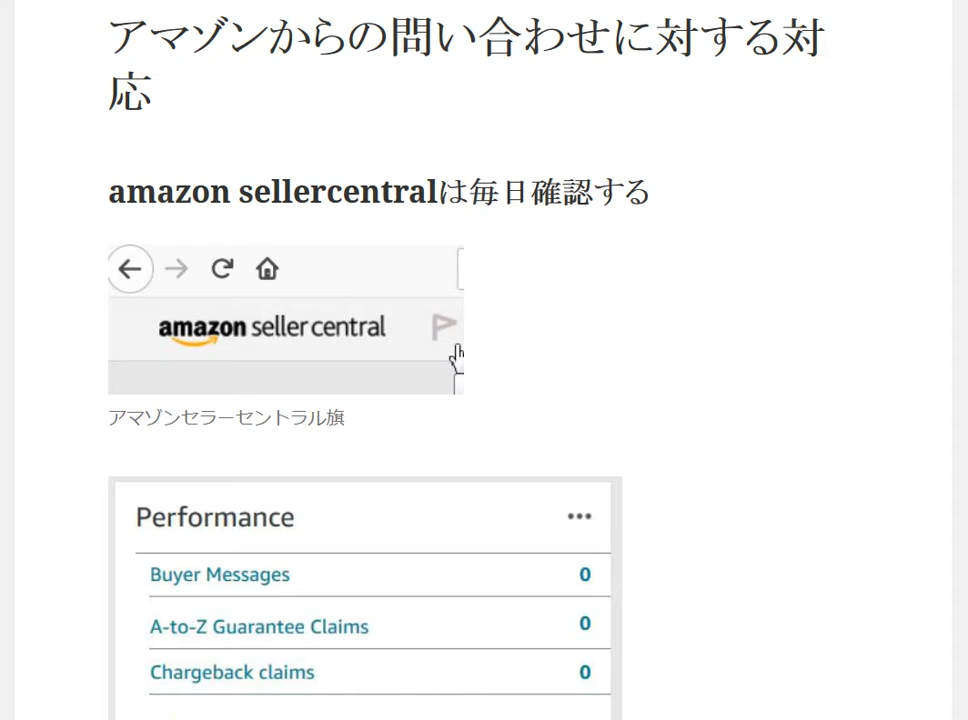 アマゾンからの問い合わせに対する対
応
amazon sellercentralは毎日確認する
amazon seller central
アマゾンセラーセントラル旗
Performance
Buyer Messages 0
A-to-Z Guarantee Claims 0
Chargeback claims 0